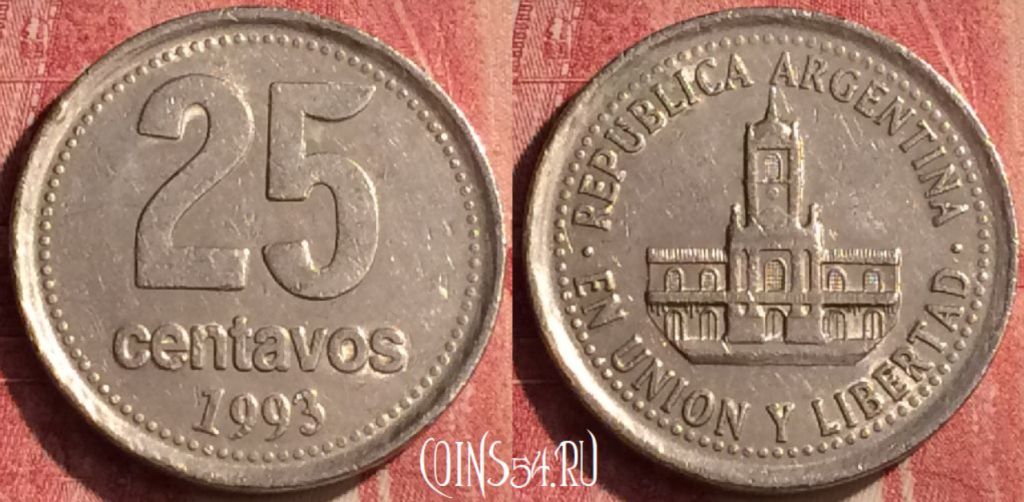 25
centavos
1993
REPUBLICA ARGENTINA
EN UNION Y LIBERTAD
COINS54.RU